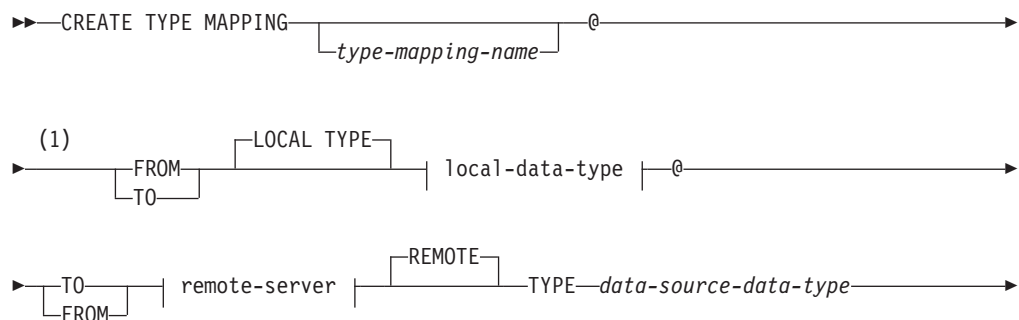 CREATE TYPE MAPPING @
type-mapping-name
(1) LOCAL TYPE
FROM local-data-type @
TO
REMOTE
TO remote-server TYPE data-source-data-type
FROM